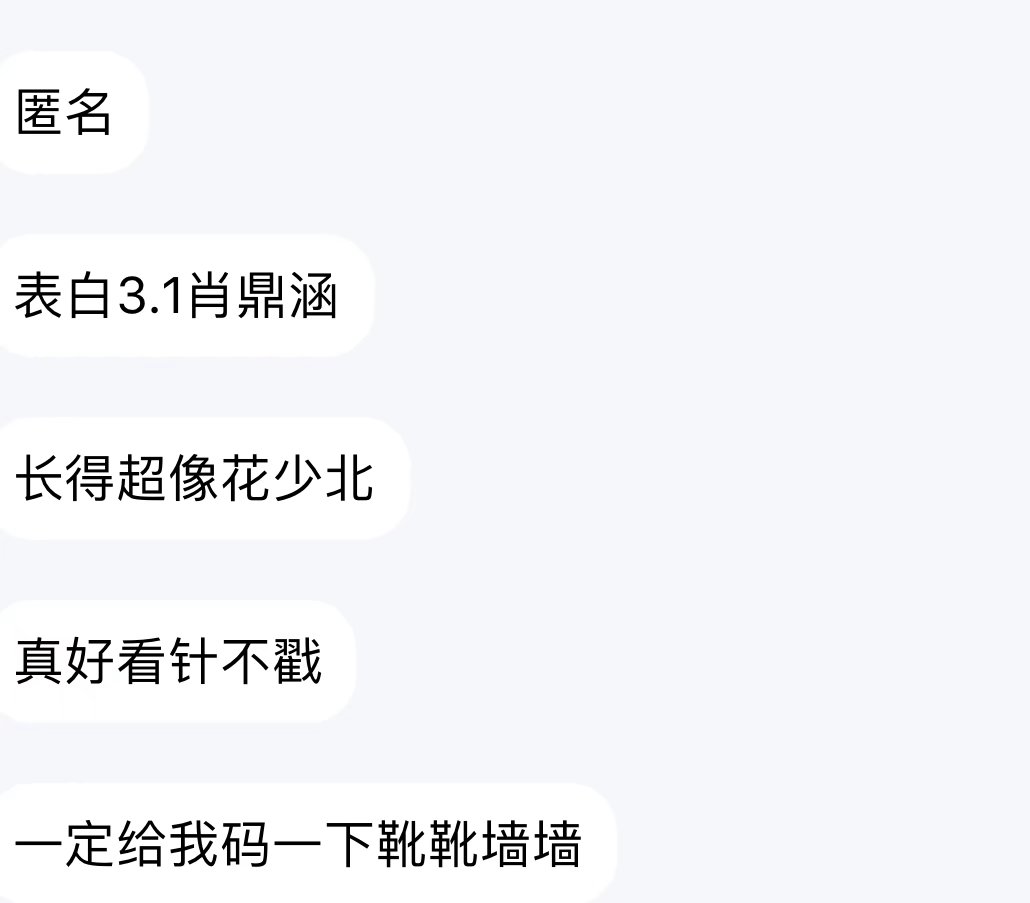 匿名
表白3.1肖鼎涵
长得超像花少北
真好看针不戳
一定给我码一下靴靴墙墙